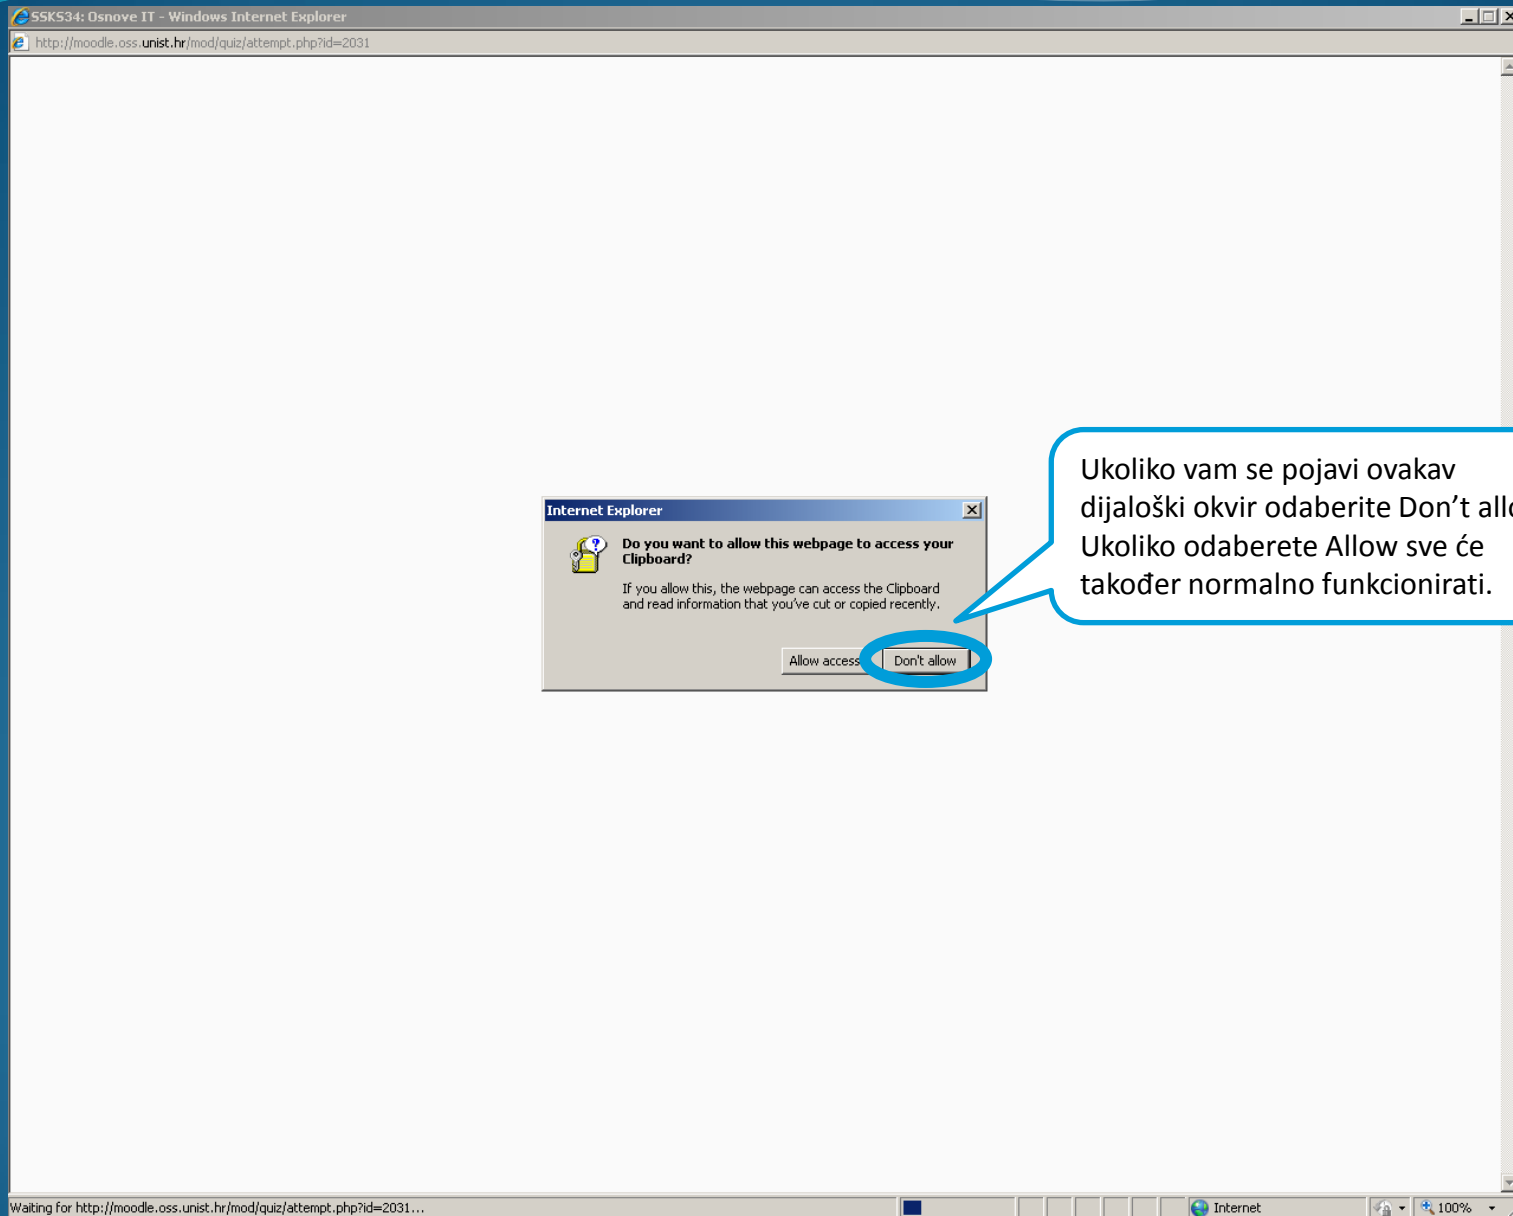 SSKS34: Osnove IT - Windows Internet Explorer
http://moodle.oss.unist.hr/mod/quiz/attempt.php?id=2031
Ukoliko vam se pojavi ovakav
dijaloški okvir odaberite Don’t
Ukoliko odaberete Allow sve će
također normalno funkcionirati.
Internet Explorer
Do you want to allow this webpage to access your
Clipboard?
If you allow this, the webpage can access the Clipboard
and read information that you've cut or copied recently.
Allow access
Don't allow
Waiting for http://moodle.oss.unist.hr/mod/quiz/attempt.php?id=2031...
Internet
100%